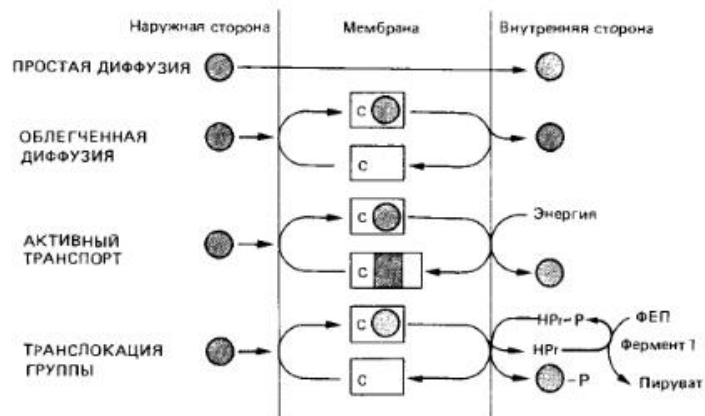 Наружная сторона Мембрана Внутренняя сторона
ПРОСТАЯ ДИФФУЗИЯ
C
ОБЛЕГЧЕННАЯ
ДИФФУЗИЯ
C
C
Энергия
АКТИВНЫЙ
ТРАНСПОРТ
C
C
HPr-P ФЕП
ТРАНСЛОКАЦИЯ
ГРУППЫ
HPr Фермент 1
C
-P Пируват